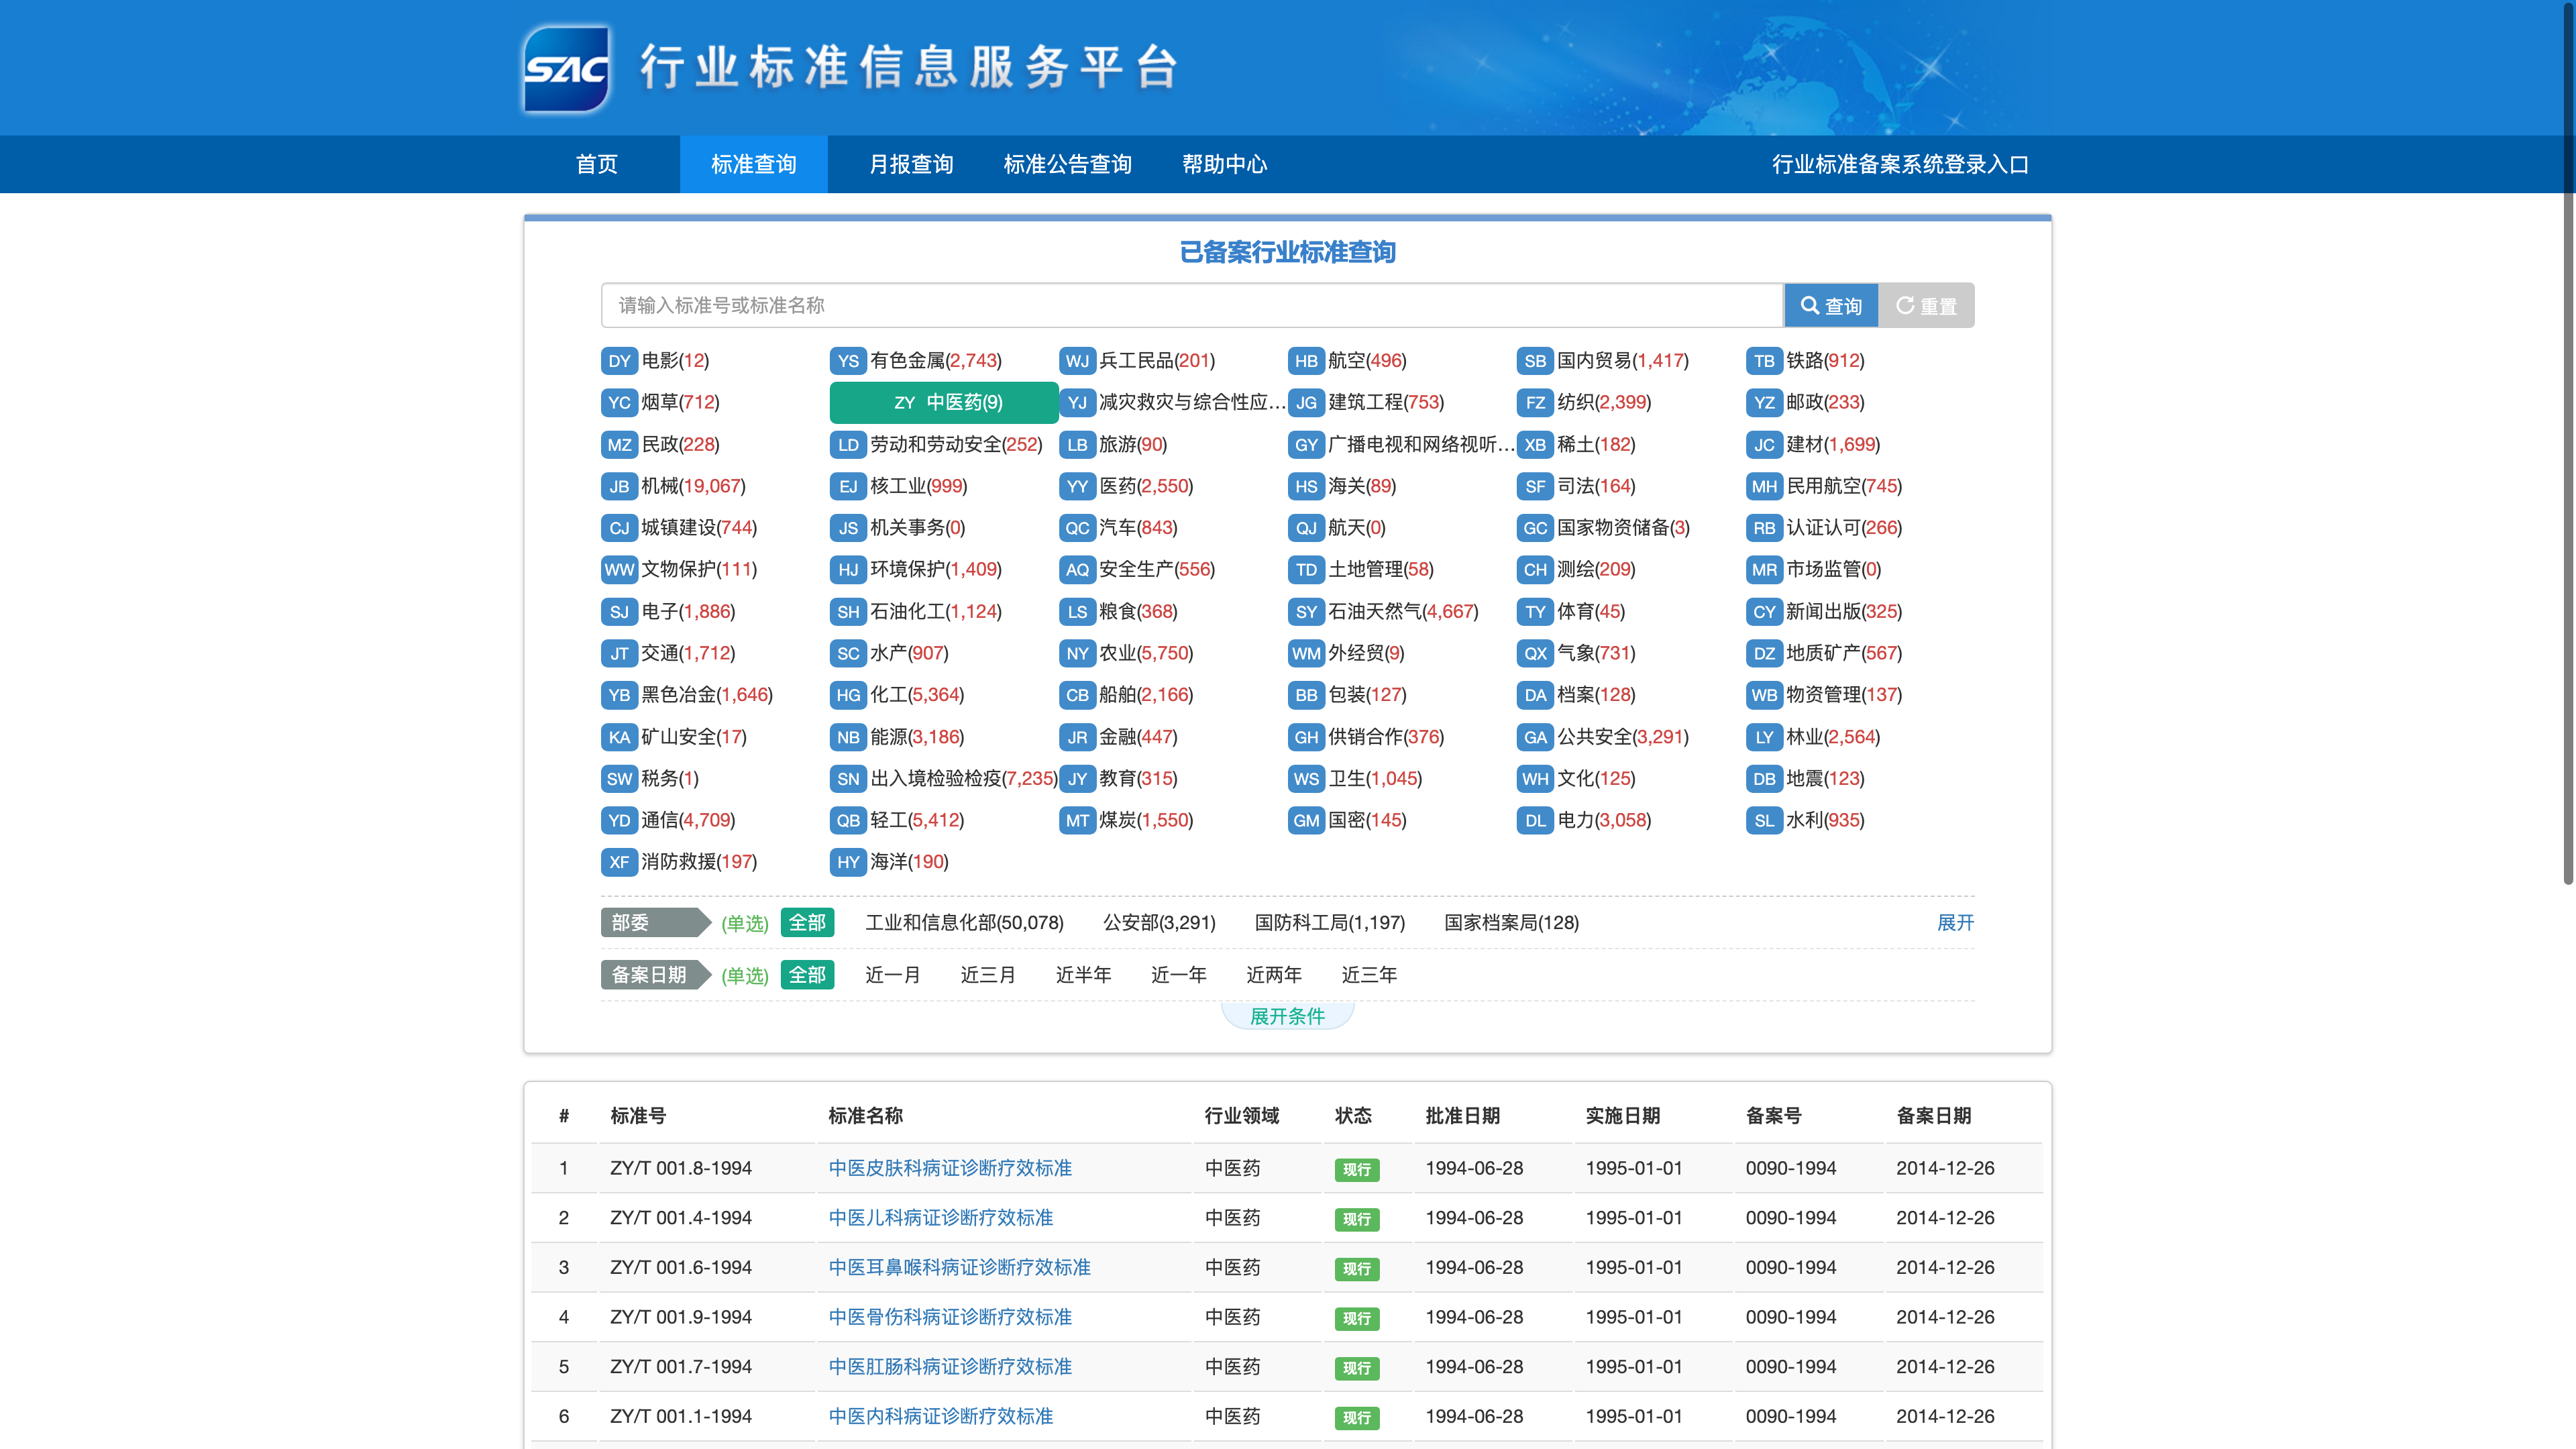 SAC 行业标准信息服务平台
首页 标准查询 月报查询 标准公告查询 帮助中心 行业标准备案系统登录入口
已备案行业标准查询
请输入标准号或标准名称 查询 重置
DY 电影(12) YS 有色金属(2,743) WJ 兵工民品(201) HB 航空(496) SB 国内贸易(1,417) TB 铁路(912)
YC 烟草(712) ZY 中医药(9) YJ 减灾救灾与综合性应... JG 建筑工程(753) FZ 纺织(2,399) YZ 邮政(233)
MZ 民政(228) LD 劳动和劳动安全(252) LB 旅游(90) GY 广播电视和网络视听... XB 稀土(182) JC 建材(1,699)
JB 机械(19,067) EJ 核工业(999) YY 医药(2,550) HS 海关(89) SF 司法(164) MH 民用航空(745)
CJ 城镇建设(744) JS 机关事务(0) QC 汽车(843) QJ 航天(0) GC 国家物资储备(3) RB 认证认可(266)
WW 文物保护(111) HJ 环境保护(1,409) AQ 安全生产(556) TD 土地管理(58) CH 测绘(209) MR 市场监管(0)
SJ 电子(1,886) SH 石油化工(1,124) LS 粮食(368) SY 石油天然气(4,667) TY 体育(45) CY 新闻出版(325)
JT 交通(1,712) SC 水产(907) NY 农业(5,750) WM 外经贸(9) QX 气象(731) DZ 地质矿产(567)
YB 黑色冶金(1,646) HG 化工(5,364) CB 船舶(2,166) BB 包装(127) DA 档案(128) WB 物资管理(137)
KA 矿山安全(17) NB 能源(3,186) JR 金融(447) GH 供销合作(376) GA 公共安全(3,291) LY 林业(2,564)
SW 税务(1) SN 出入境检验检疫(7,235) JY 教育(315) WS 卫生(1,045) WH 文化(125) DB 地震(123)
YD 通信(4,709) QB 轻工(5,412) MT 煤炭(1,550) GM 国密(145) DL 电力(3,058) SL 水利(935)
XF 消防救援(197) HY 海洋(190)
部委 (单选) 全部 工业和信息化部(50,078) 公安部(3,291) 国防科工局(1,197) 国家档案局(128) 展开
备案日期 (单选) 全部 近一月 近三月 近半年 近一年 近两年 近三年
展开条件
# 标准号 标准名称 行业领域 状态 批准日期 实施日期 备案号 备案日期
1 ZY/T 001.8-1994 中医皮肤科病证诊断疗效标准 中医药 现行 1994-06-28 1995-01-01 0090-1994 2014-12-26
2 ZY/T 001.4-1994 中医儿科病证诊断疗效标准 中医药 现行 1994-06-28 1995-01-01 0090-1994 2014-12-26
3 ZY/T 001.6-1994 中医耳鼻喉科病证诊断疗效标准 中医药 现行 1994-06-28 1995-01-01 0090-1994 2014-12-26
4 ZY/T 001.9-1994 中医骨伤科病证诊断疗效标准 中医药 现行 1994-06-28 1995-01-01 0090-1994 2014-12-26
5 ZY/T 001.7-1994 中医肛肠科病证诊断疗效标准 中医药 现行 1994-06-28 1995-01-01 0090-1994 2014-12-26
6 ZY/T 001.1-1994 中医内科病证诊断疗效标准 中医药 现行 1994-06-28 1995-01-01 0090-1994 2014-12-26